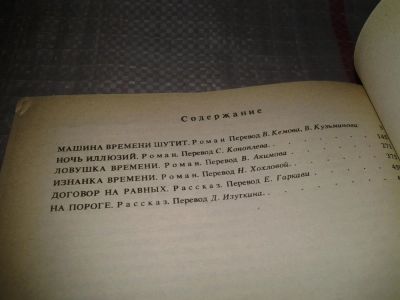 Содержание
МАШИНА ВРЕМЕНИ ШУТИТ. Роман. Перевод В. Кемова, В. Кузьминова
НОЧЬ ИЛЛЮЗИЙ. Роман. Перевод С. Коноплева.
ЛОВУШКА ВРЕМЕНИ. Роман. Перевод В. Акимова
ИЗНАНКА ВРЕМЕНИ. Роман. Перевод Н. Хохловой.
ДОГОВОР НА РАВНЫХ. Рассказ. Перевод Е. Гаркави
НА ПОРОГЕ. Рассказ. Перевод Д. Изуткина.